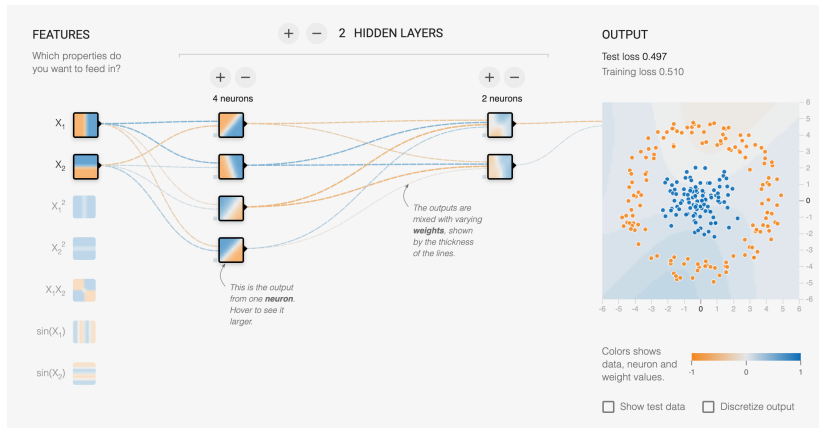 FEATURES
Which properties do
you want to feed in?
X1
X2
X1²
X2²
X1X2
sin(X1)
sin(X2)
+ − 2 HIDDEN LAYERS
+ −
4 neurons
+ −
2 neurons
This is the output
from one neuron.
Hover to see it
larger.
The outputs are
mixed with varying
weights, shown
by the thickness
of the lines.
OUTPUT
Test loss 0.497
Training loss 0.510
6
5
4
3
2
1
0
-1
-2
-3
-4
-5
-6
-6 -5 -4 -3 -2 -1 0 1 2 3 4 5 6
Colors shows
data, neuron and
weight values.
-1 0 1
Show test data
Discretize output